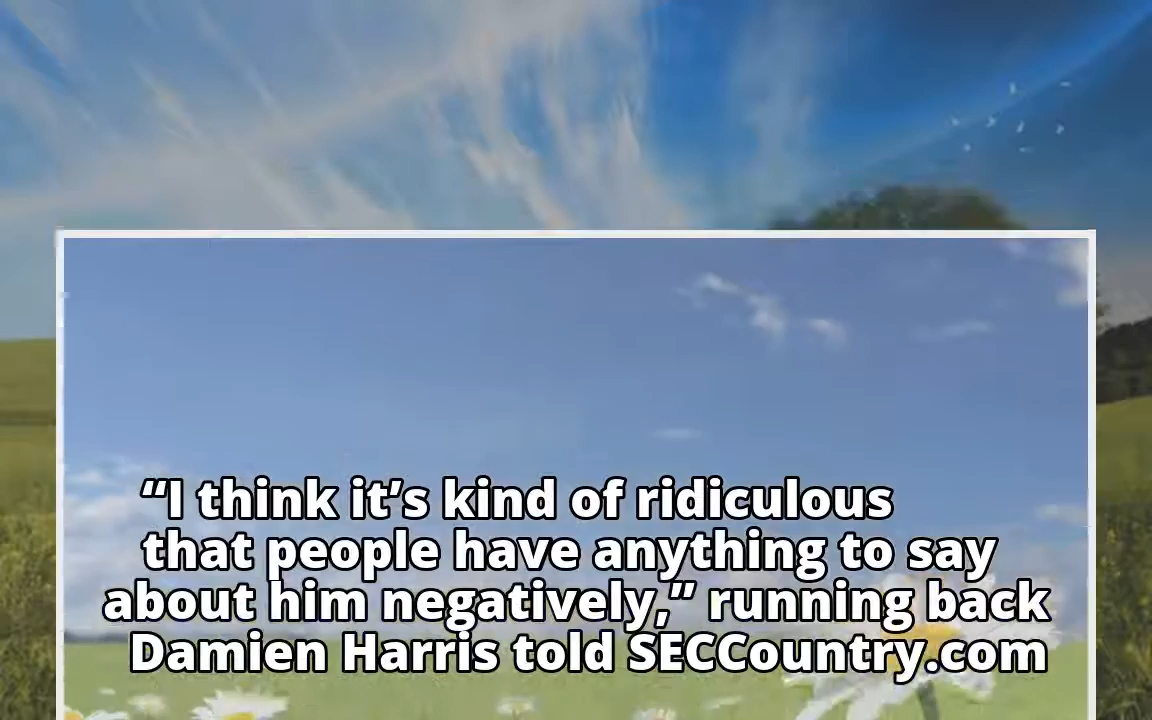 “I think it’s kind of ridiculous
that people have anything to say
about him negatively,” running back
Damien Harris told SECCountry.com